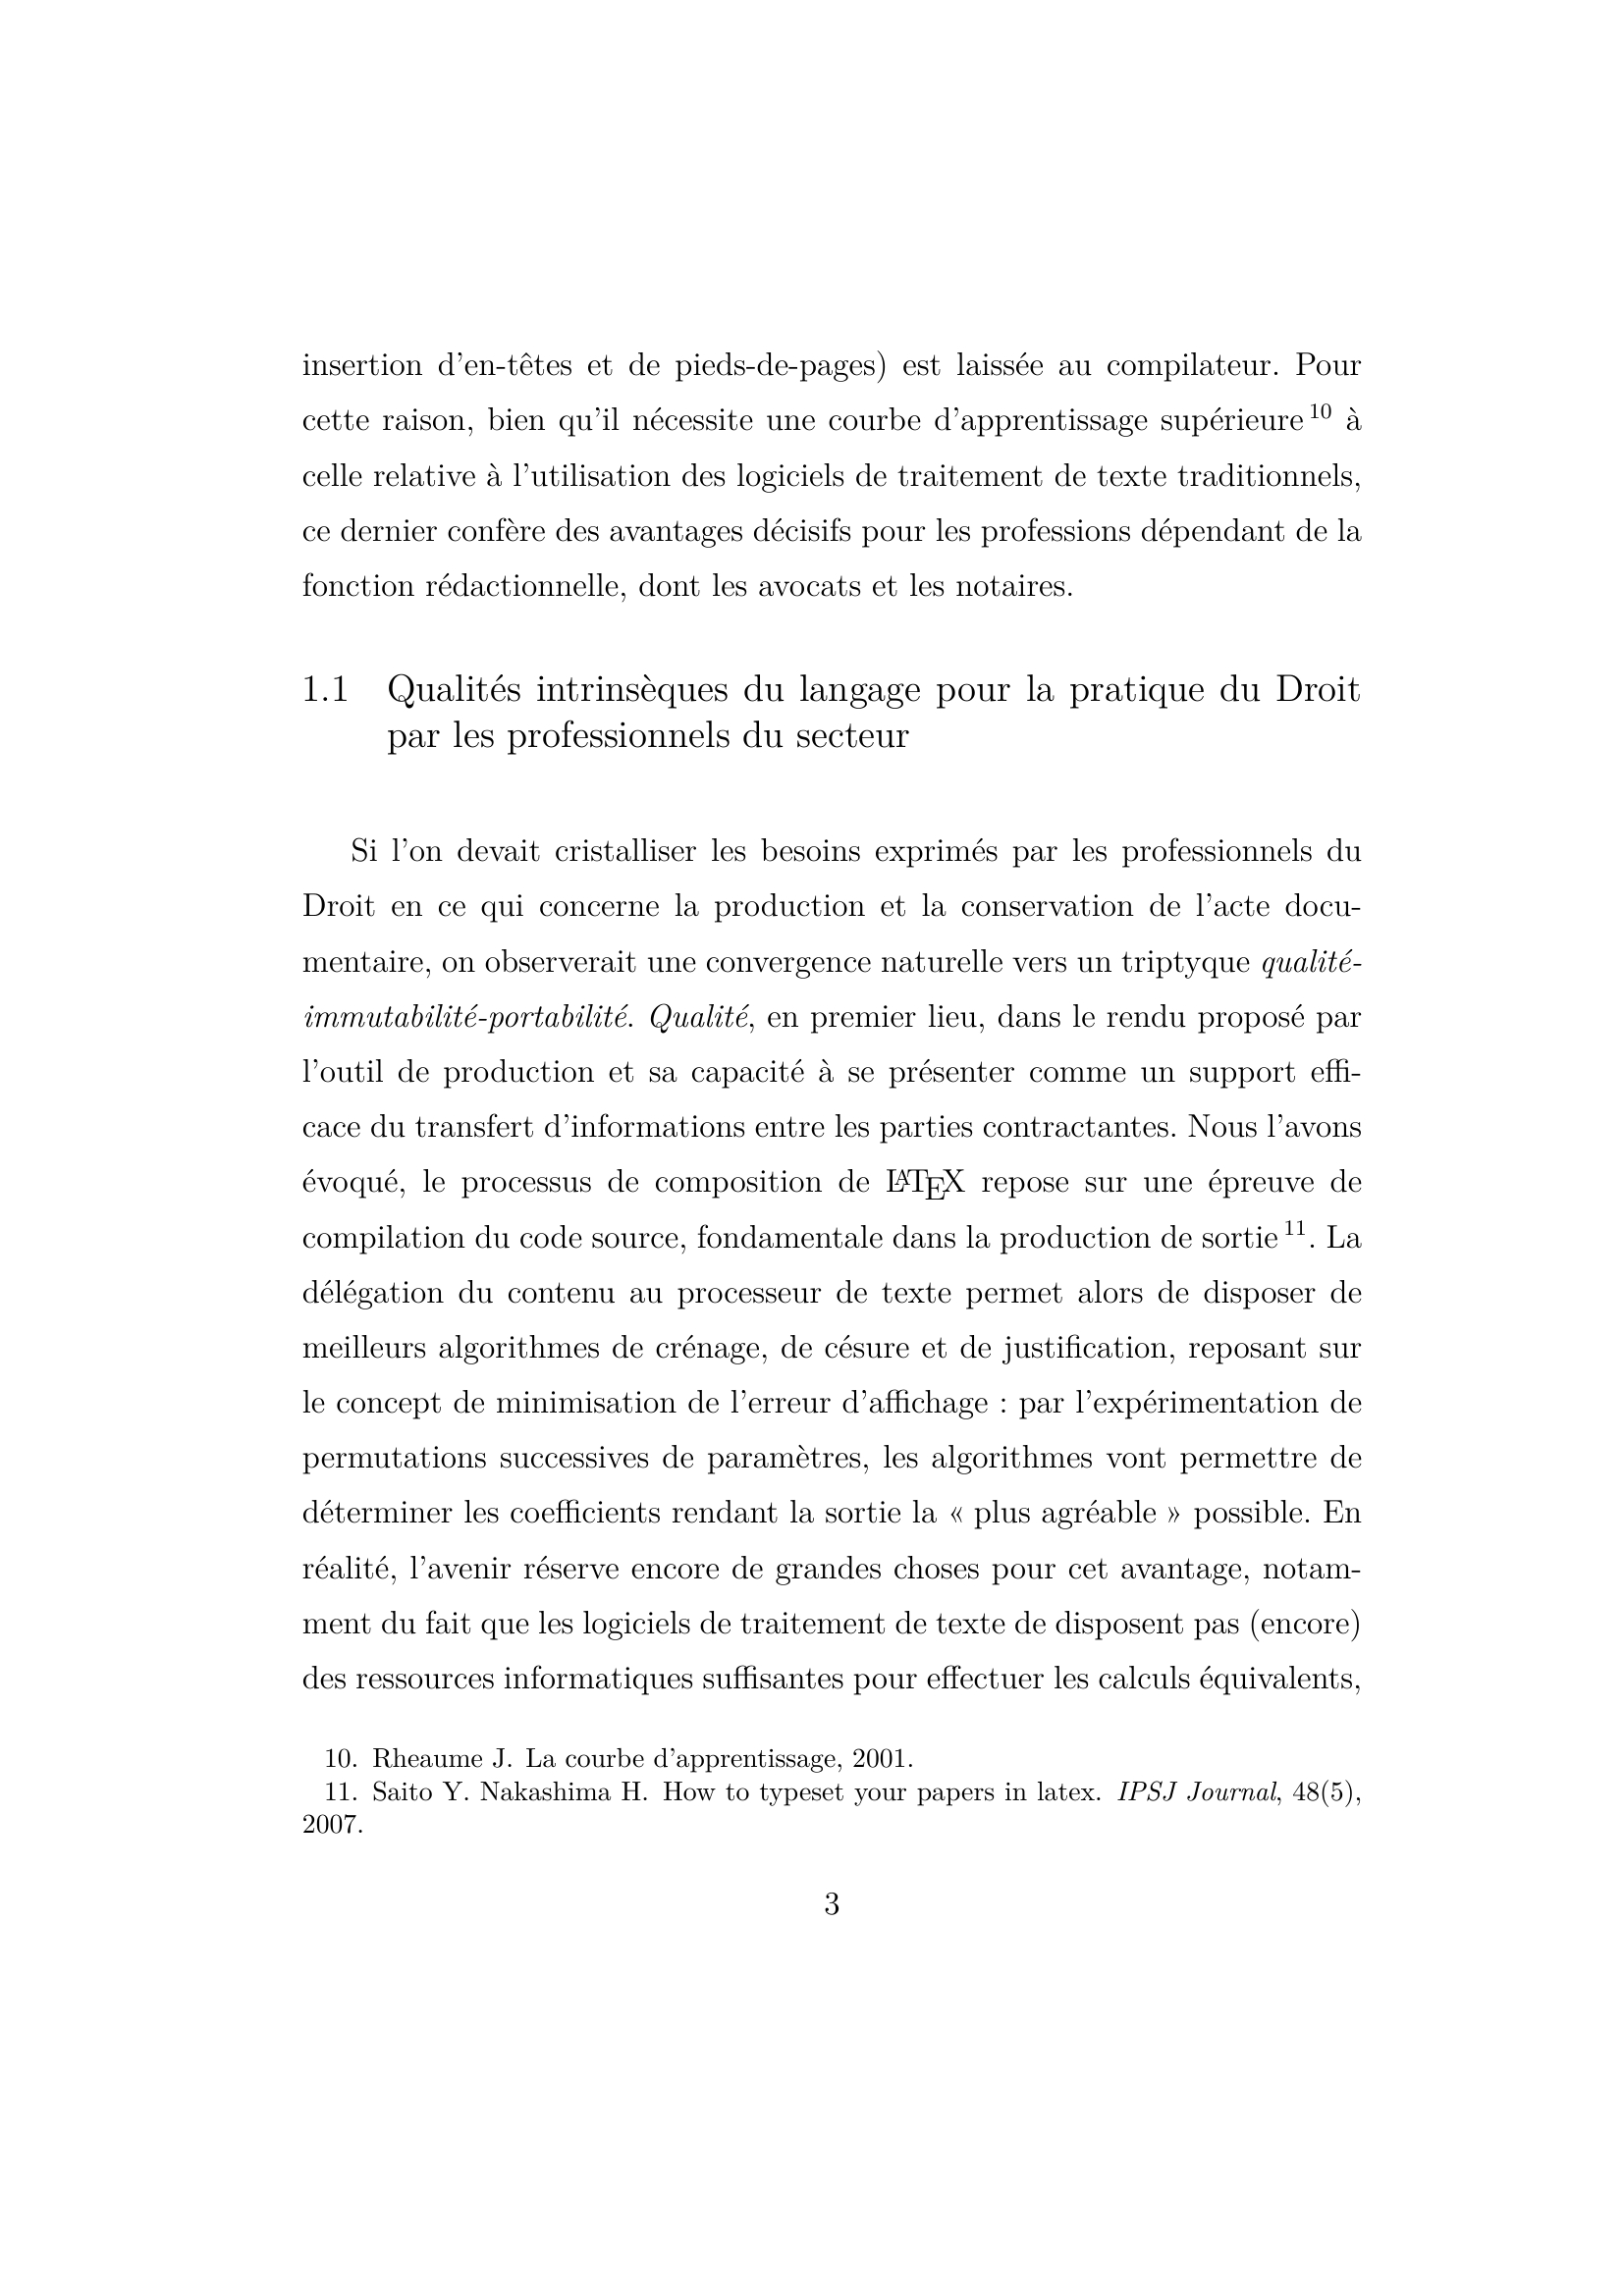 insertion d'en-têtes et de pieds-de-pages) est laissée au compilateur. Pour
cette raison, bien qu'il nécessite une courbe d'apprentissage supérieure 10 à
celle relative à l'utilisation des logiciels de traitement de texte traditionnels,
ce dernier confère des avantages décisifs pour les professions dépendant de la
fonction rédactionnelle, dont les avocats et les notaires.
1.1 Qualités intrinsèques du langage pour la pratique du Droit
par les professionnels du secteur
Si l'on devait cristalliser les besoins exprimés par les professionnels du
Droit en ce qui concerne la production et la conservation de l'acte docu-
mentaire, on observerait une convergence naturelle vers un triptyque qualité-
immutabilité-portabilité. Qualité, en premier lieu, dans le rendu proposé par
l'outil de production et sa capacité à se présenter comme un support effi-
cace du transfert d'informations entre les parties contractantes. Nous l'avons
évoqué, le processus de composition de LATEX repose sur une épreuve de
compilation du code source, fondamentale dans la production de sortie 11. La
délégation du contenu au processeur de texte permet alors de disposer de
meilleurs algorithmes de crénage, de césure et de justification, reposant sur
le concept de minimisation de l'erreur d'affichage : par l'expérimentation de
permutations successives de paramètres, les algorithmes vont permettre de
déterminer les coefficients rendant la sortie la « plus agréable » possible. En
réalité, l'avenir réserve encore de grandes choses pour cet avantage, notam-
ment du fait que les logiciels de traitement de texte de disposent pas (encore)
des ressources informatiques suffisantes pour effectuer les calculs équivalents,
10. Rheaume J. La courbe d'apprentissage, 2001.
11. Saito Y. Nakashima H. How to typeset your papers in latex. IPSJ Journal, 48(5),
2007.
3